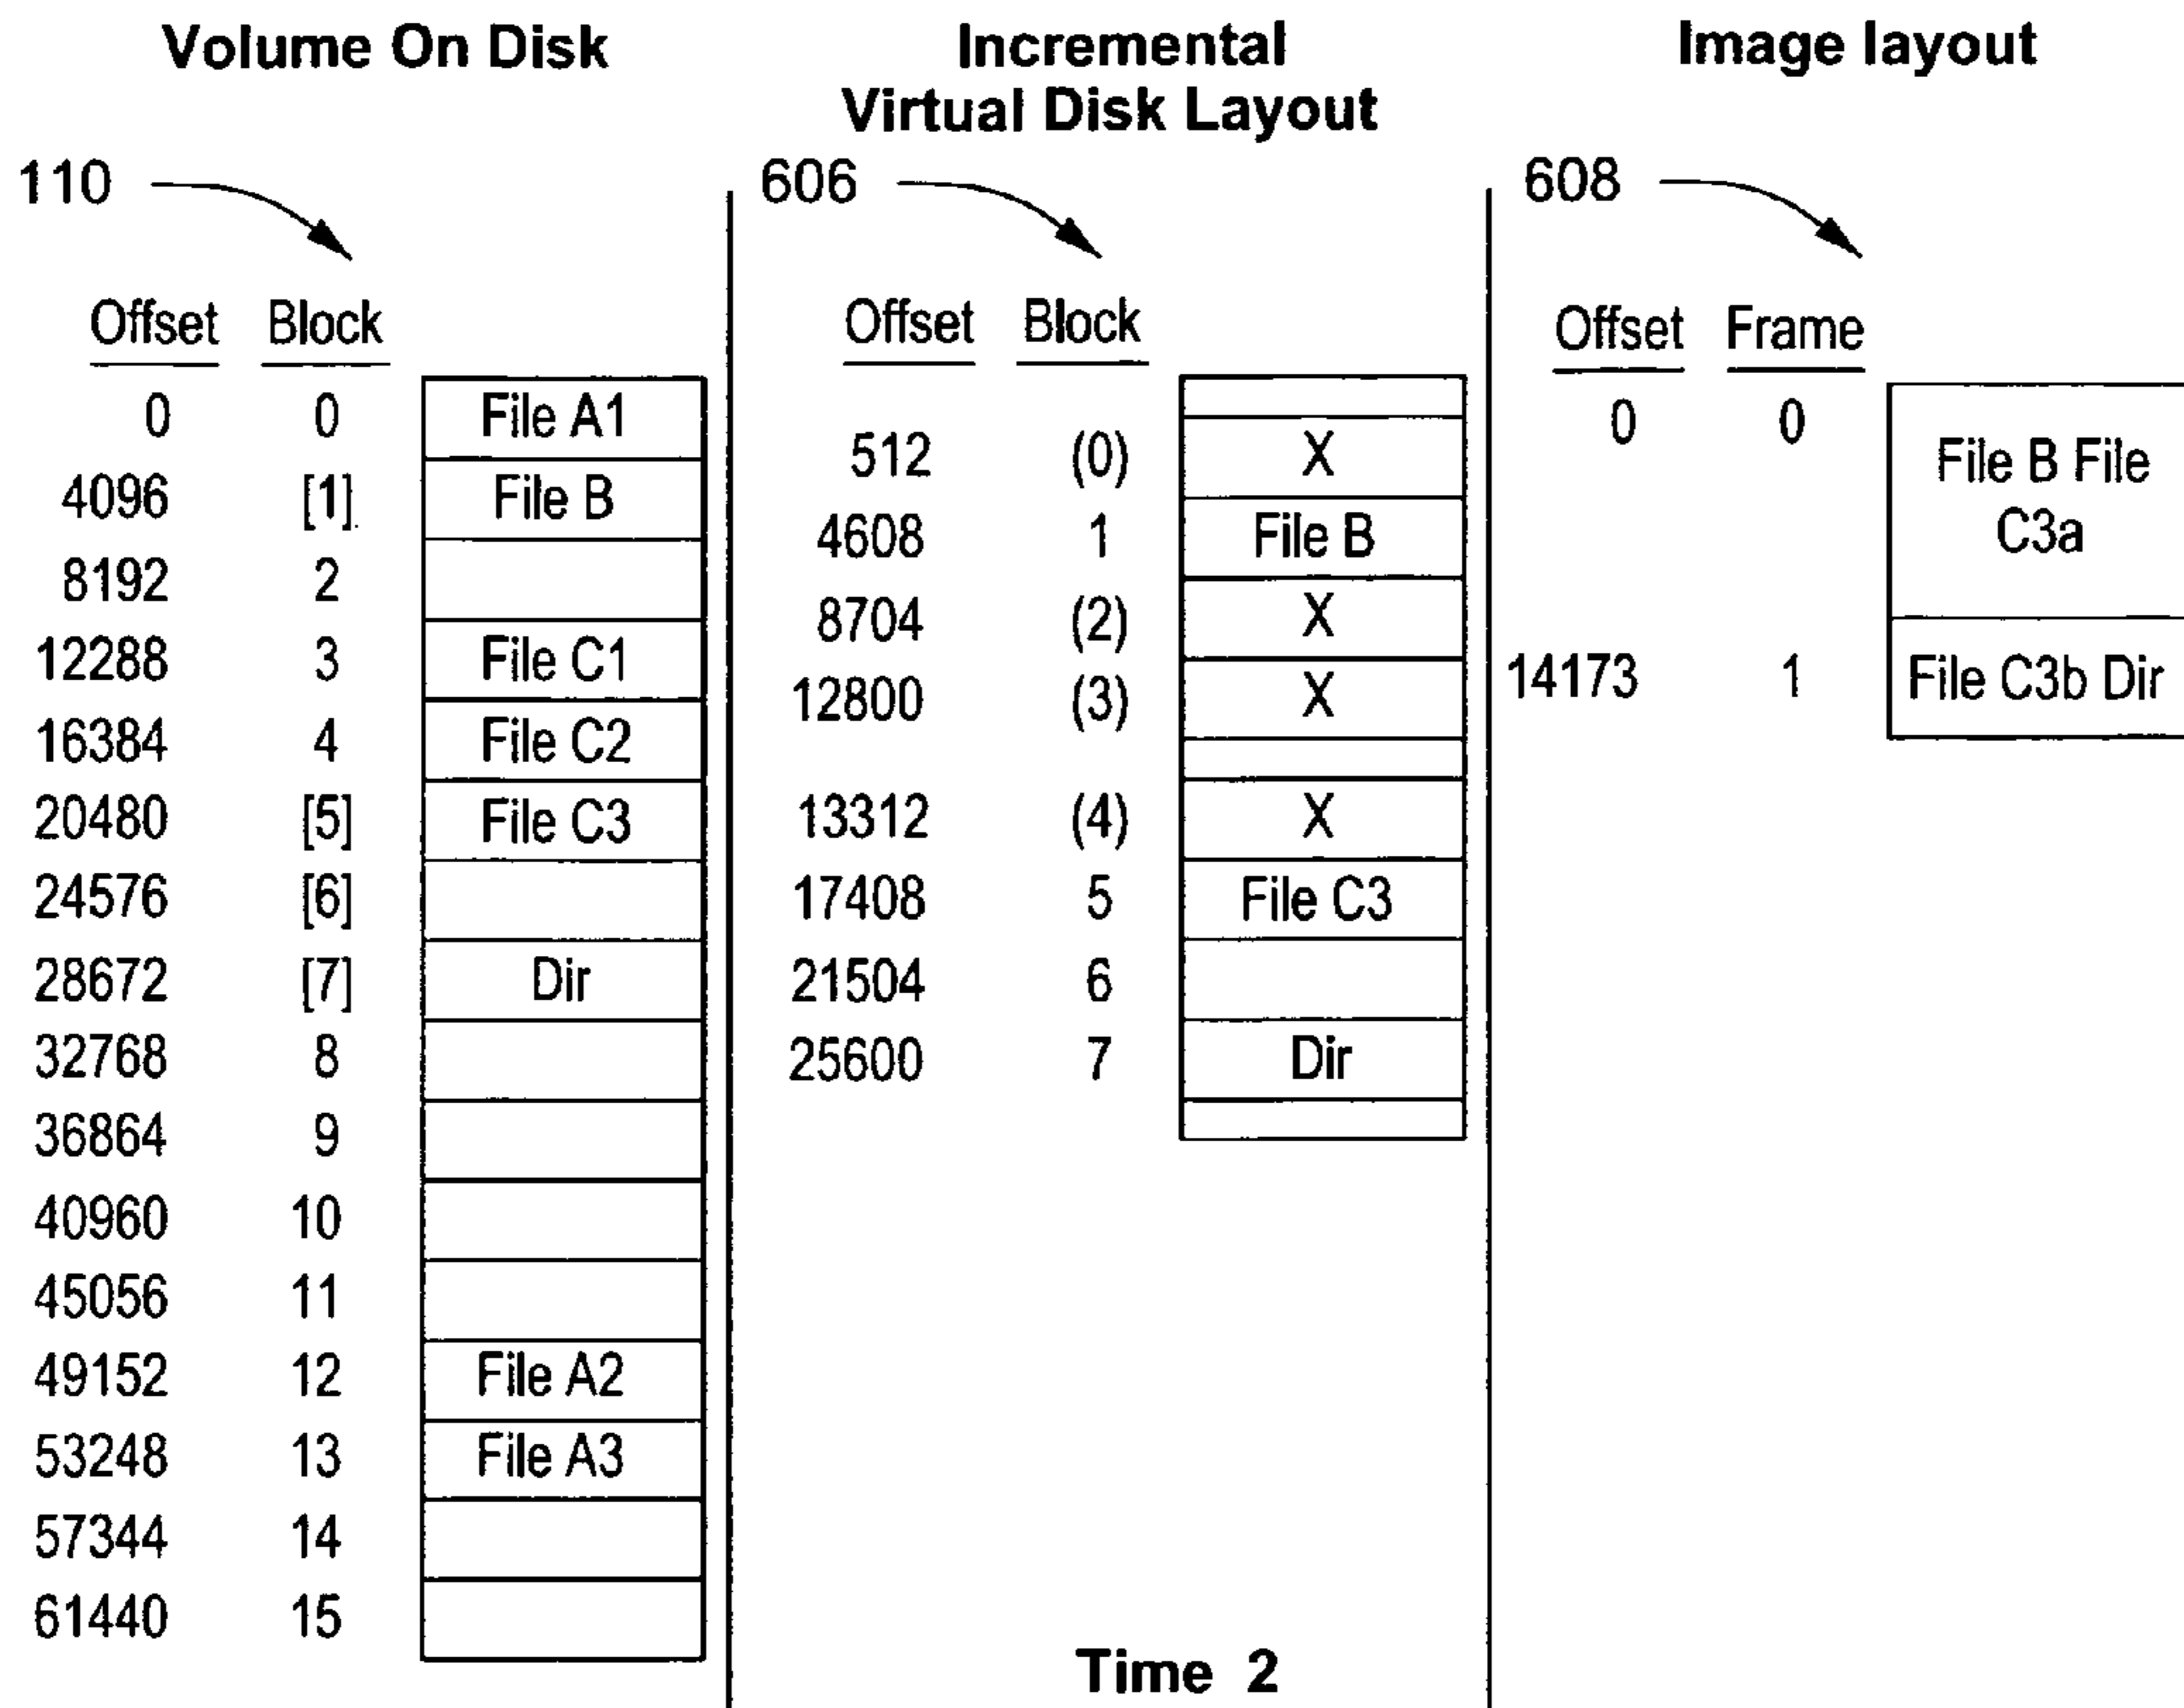 Volume On Disk
Incremental
Virtual Disk Layout
Image layout
110
606
608
Offset Block
0 0 File A1
4096 [1] File B
8192 2
12288 3 File C1
16384 4 File C2
20480 [5] File C3
24576 [6]
28672 [7] Dir
32768 8
36864 9
40960 10
45056 11
49152 12 File A2
53248 13 File A3
57344 14
61440 15
Offset Block
512 (0) X
4608 1 File B
8704 (2) X
12800 (3) X
13312 (4) X
17408 5 File C3
21504 6
25600 7 Dir
Time 2
Offset Frame
0 0
File B File
C3a
14173 1 File C3b Dir